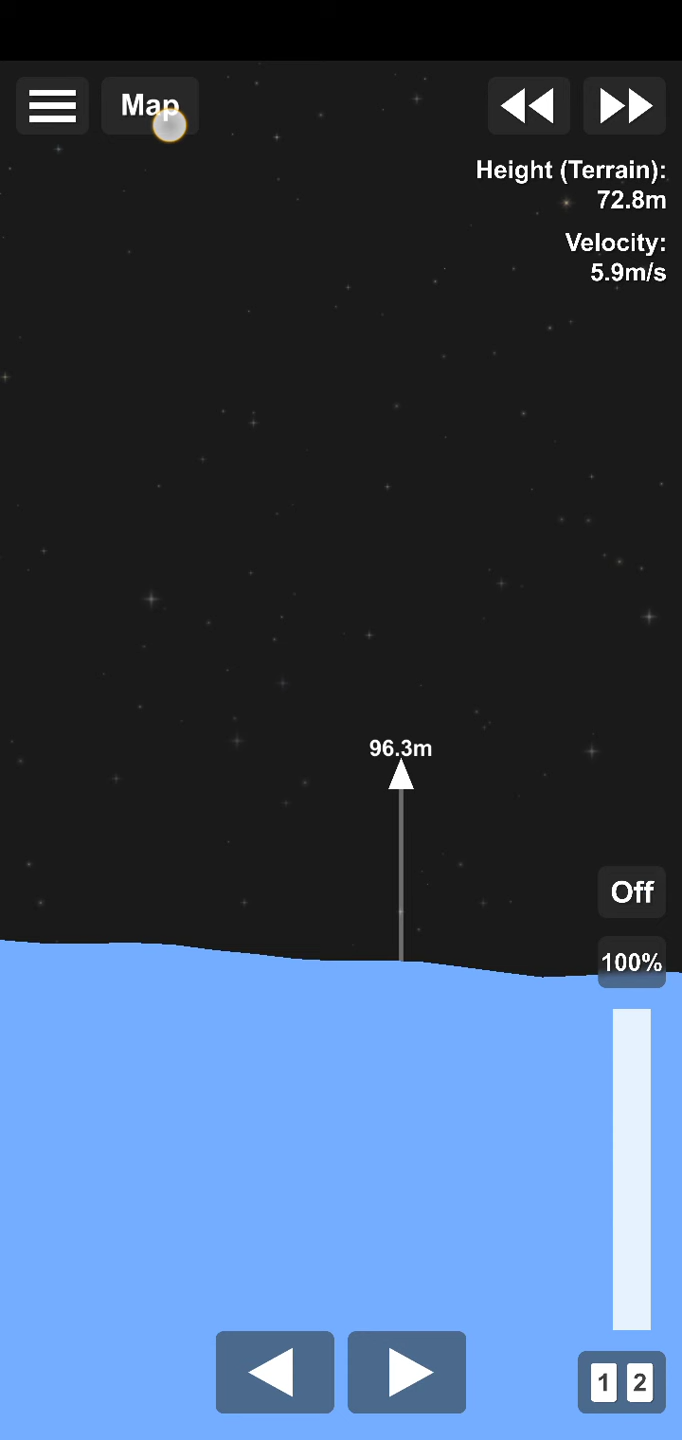 Map
Height (Terrain):
72.8m
Velocity:
5.9m/s
96.3m
Off
100%
1 2